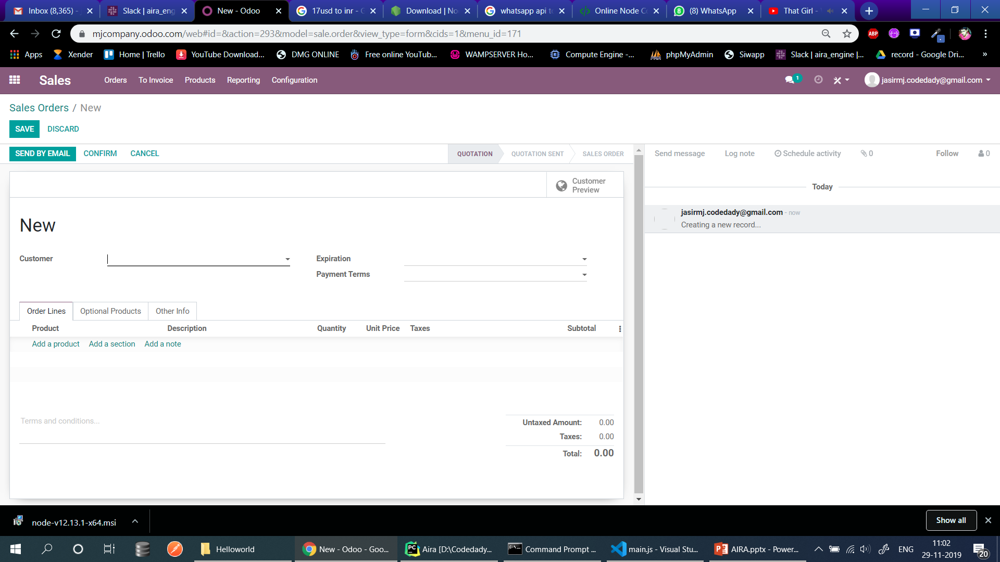 Inbox (8,365) -
Slack | aira_eng
New - Odoo
17usd to inr - G
Download | No
whatsapp api t
Online Node C
(8) WhatsApp
That Girl -
mjcompany.odoo.com/web#id=&action=293&model=sale.order&view_type=form&cids=1&menu_id=171
ABP
Apps
Xender
Home | Trello
YouTube Download...
DMG ONLINE
Free online YouTub...
WAMPSERVER Ho...
Compute Engine -...
phpMyAdmin
Siwapp
Slack | aira_engine |...
record - Google Dri...
»
Sales
Orders
To Invoice
Products
Reporting
Configuration
1
jasirmj.codedady@gmail.com
Sales Orders / New
SAVE
DISCARD
SEND BY EMAIL
CONFIRM
CANCEL
QUOTATION
QUOTATION SENT
SALES ORDER
Send message
Log note
Schedule activity
0
Follow
0
Customer
Preview
Today
jasirmj.codedady@gmail.com - now
Creating a new record...
New
Customer
Expiration
Payment Terms
Order Lines
Optional Products
Other Info
Product
Description
Quantity
Unit Price
Taxes
Subtotal
Add a product
Add a section
Add a note
Terms and conditions...
Untaxed Amount: 0.00
Taxes: 0.00
Total: 0.00
node-v12.13.1-x64.msi
Show all
Helloworld
New - Odoo - Goo...
PC
Aira [D:\Codedady...
Command Prompt ...
main.js - Visual Stu...
AIRA.pptx - Power...
ENG
11:02
29-11-2019
20